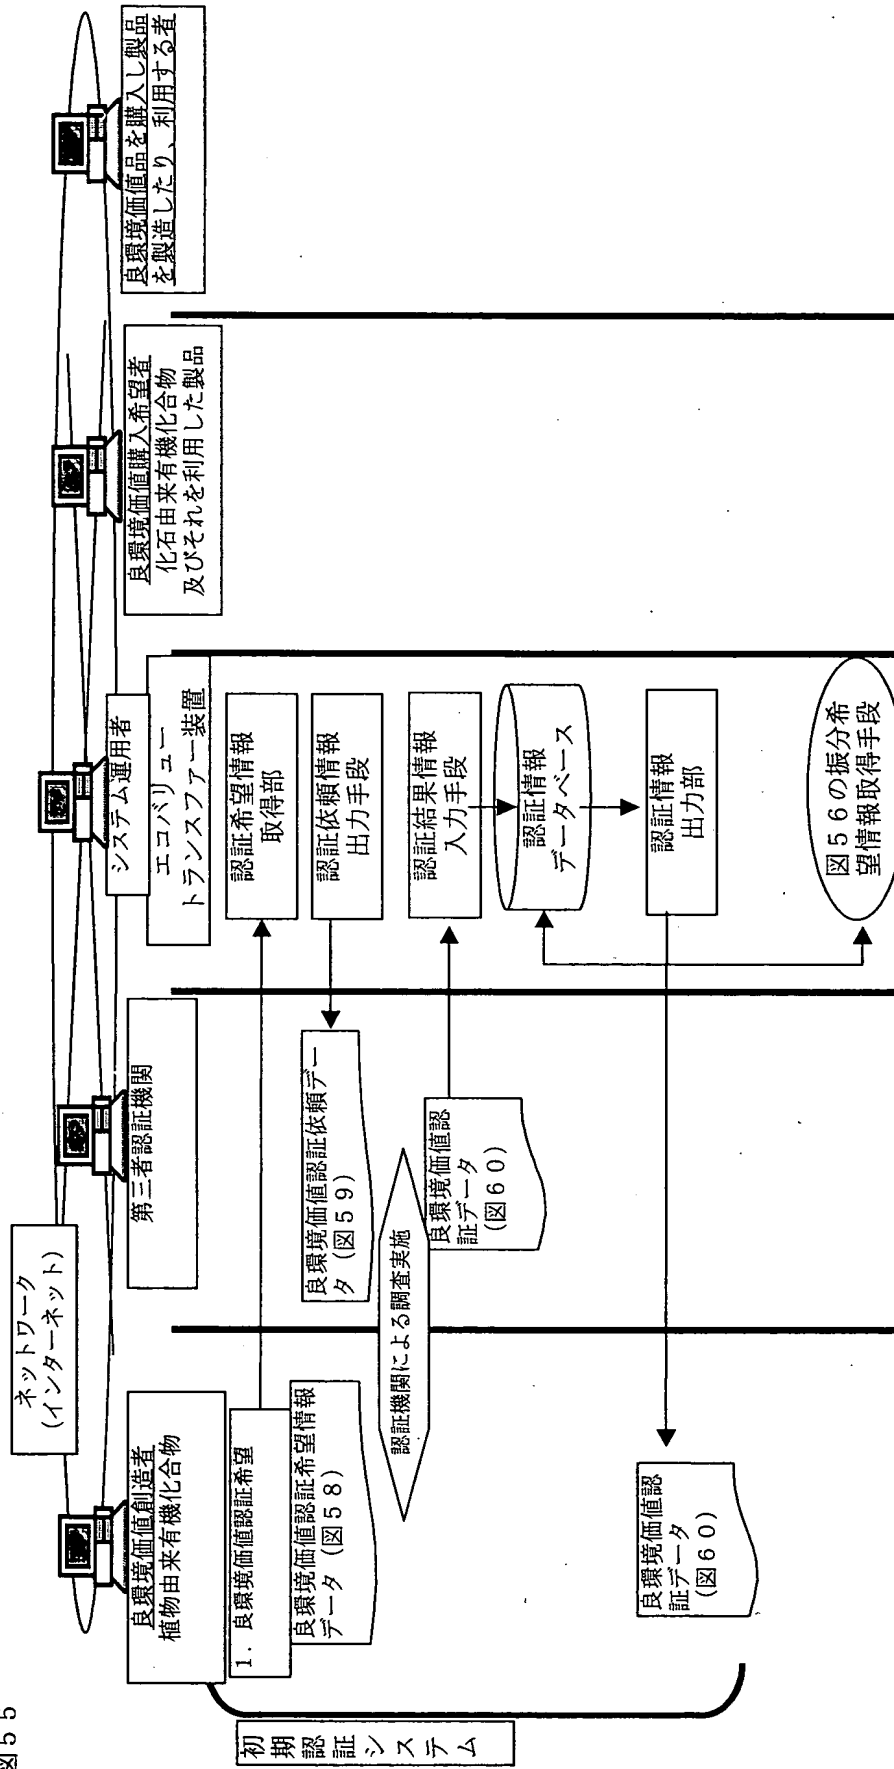 図５５
ネットワーク
(インターネット)
良環境価値創造者
植物由来有機化合物
第三者認証機関
システム運用者
エコバリュー
トランスファー装置
良環境価値購入希望者
化石由来有機化合物
及びそれを利用した製品
良環境価値品を購入し製品
を製造したり、利用する者
初期認証システム
1．良環境価値認証希望
良環境価値認証希望情報
データ（図５８）
認証希望情報
取得部
認証依頼情報
出力手段
良環境価値認証依頼デー
タ（図５９）
認証機関による調査実施
良環境価値認
証データ
（図６０）
認証結果情報
入力手段
認証情報
データベース
認証情報
出力部
良環境価値認
証データ
（図６０）
図５６の振分希
望情報取得手段